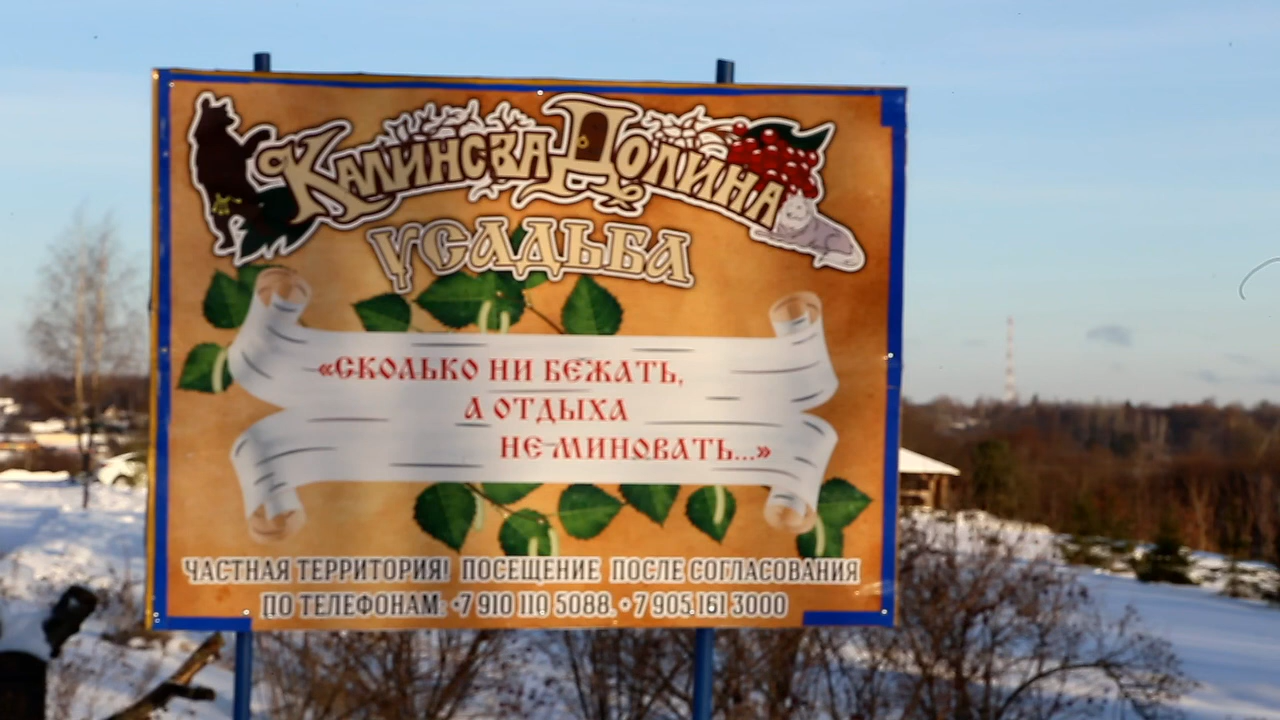 Калинова Долина
усадьба
«Сколько ни бежать,
а отдыха
не миновать...»
ЧАСТНАЯ ТЕРРИТОРИЯ! ПОСЕЩЕНИЕ ПОСЛЕ СОГЛАСОВАНИЯ
ПО ТЕЛЕФОНАМ: +7 910 110 5088, +7 905 161 3000